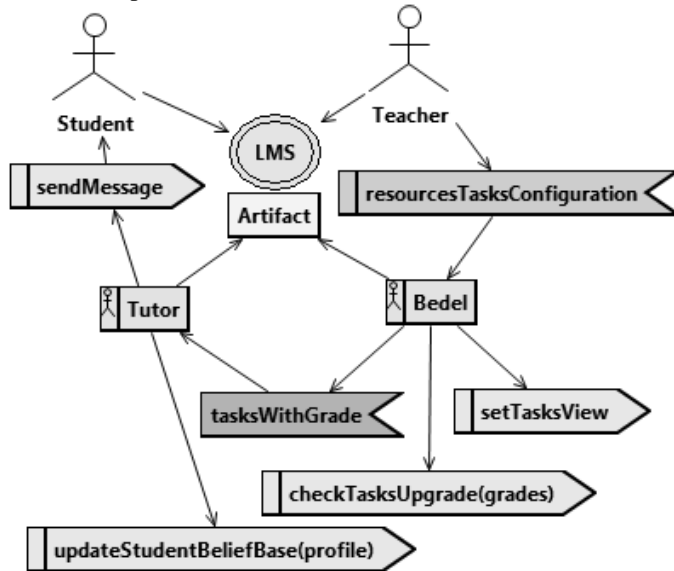 Student
Teacher
LMS
sendMessage
resourcesTasksConfiguration
Artifact
Tutor
Bedel
tasksWithGrade
setTasksView
checkTasksUpgrade(grades)
updateStudentBeliefBase(profile)